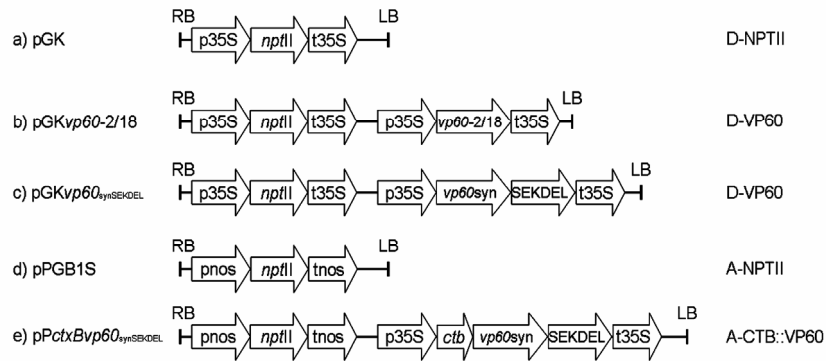 RB LB
a) pGK p35S nptII t35S D-NPTII
RB LB
b) pGKvp60-2/18 p35S nptII t35S p35S vp60-2/18 t35S D-VP60
RB LB
c) pGKvp60synSEKDEL p35S nptII t35S p35S vp60syn SEKDEL t35S D-VP60
RB LB
d) pPGB1S pnos nptII tnos A-NPTII
RB LB
e) pPctxBvp60synSEKDEL pnos nptII tnos p35S ctb vp60syn SEKDEL t35S A-CTB::VP60